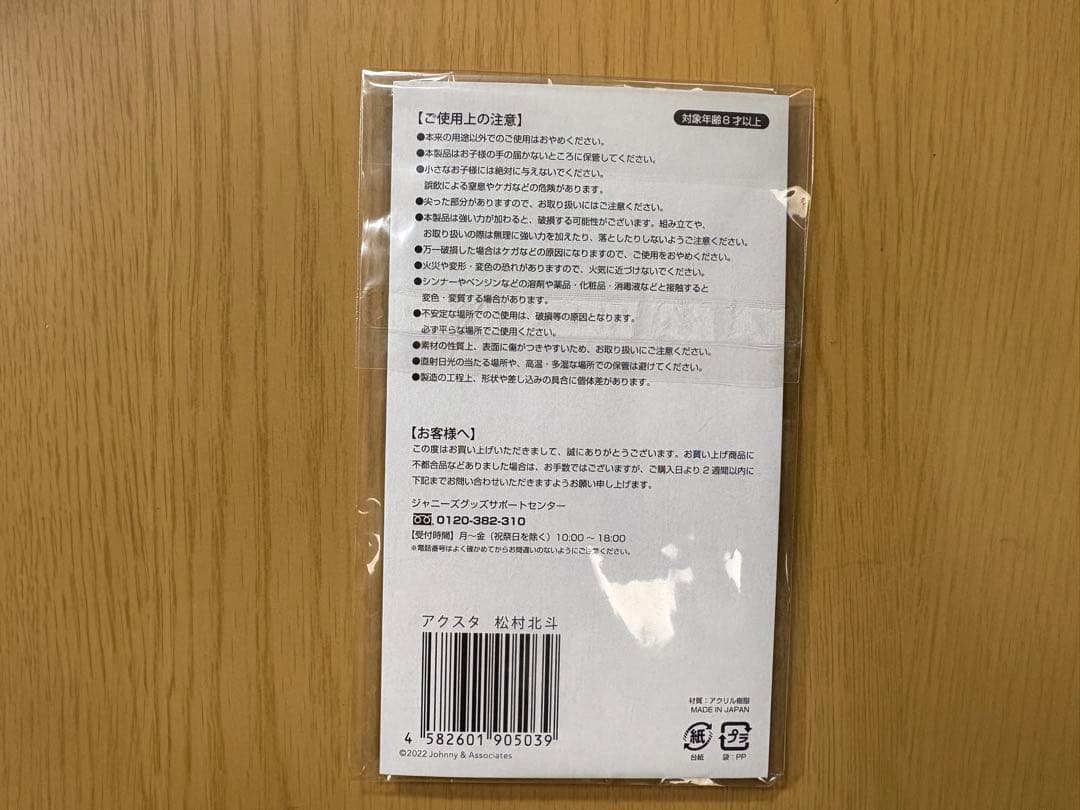 【ご使用上の注意】
対象年齢8才以上
●本来の用途以外でのご使用はおやめください。
●本製品はお子様の手の届かないところに保管してください。
●小さなお子様には絶対に与えないでください。
誤飲による窒息やケガなどの危険があります。
●尖った部分がありますので、お取り扱いにはご注意ください。
●本製品は強い力が加わると、破損する可能性がございます。組み立てや、
お取り扱いの際は無理に強い力を加えたり、落としたりしないようご注意ください。
●万一破損した場合はケガなどの原因になりますので、ご使用をおやめください。
●火災や変形・変色の恐れがありますので、火気に近づけないでください。
●シンナーやベンジンなどの溶剤や薬品・化粧品・消毒液などと接触すると
変色・変質する場合があります。
●不安定な場所でのご使用は、破損等の原因となります。
必ず平らな場所でご使用ください。
●素材の性質上、表面に傷がつきやすいため、お取り扱いにご注意ください。
●直射日光の当たる場所や、高温・多湿な場所での保管は避けてください。
●製造の工程上、形状や差し込みの具合に個体差があります。
【お客様へ】
この度はお買い上げいただきまして、誠にありがとうございます。お買い上げ商品に
不都合品などありました場合は、お手数ではございますが、ご購入日より2週間以内に
下記までお問い合わせいただきますようお願い申し上げます。
ジャニーズグッズサポートセンター
0120-382-310
【受付時間】月〜金（祝祭日を除く）10:00〜18:00
※電話番号はよく確かめてからお間違いのないようにご注意ください。
アクスタ 松村北斗
4 582601 905039
©2022 Johnny & Associates
材質：アクリル樹脂
MADE IN JAPAN
紙 プラ
台紙 袋：PP